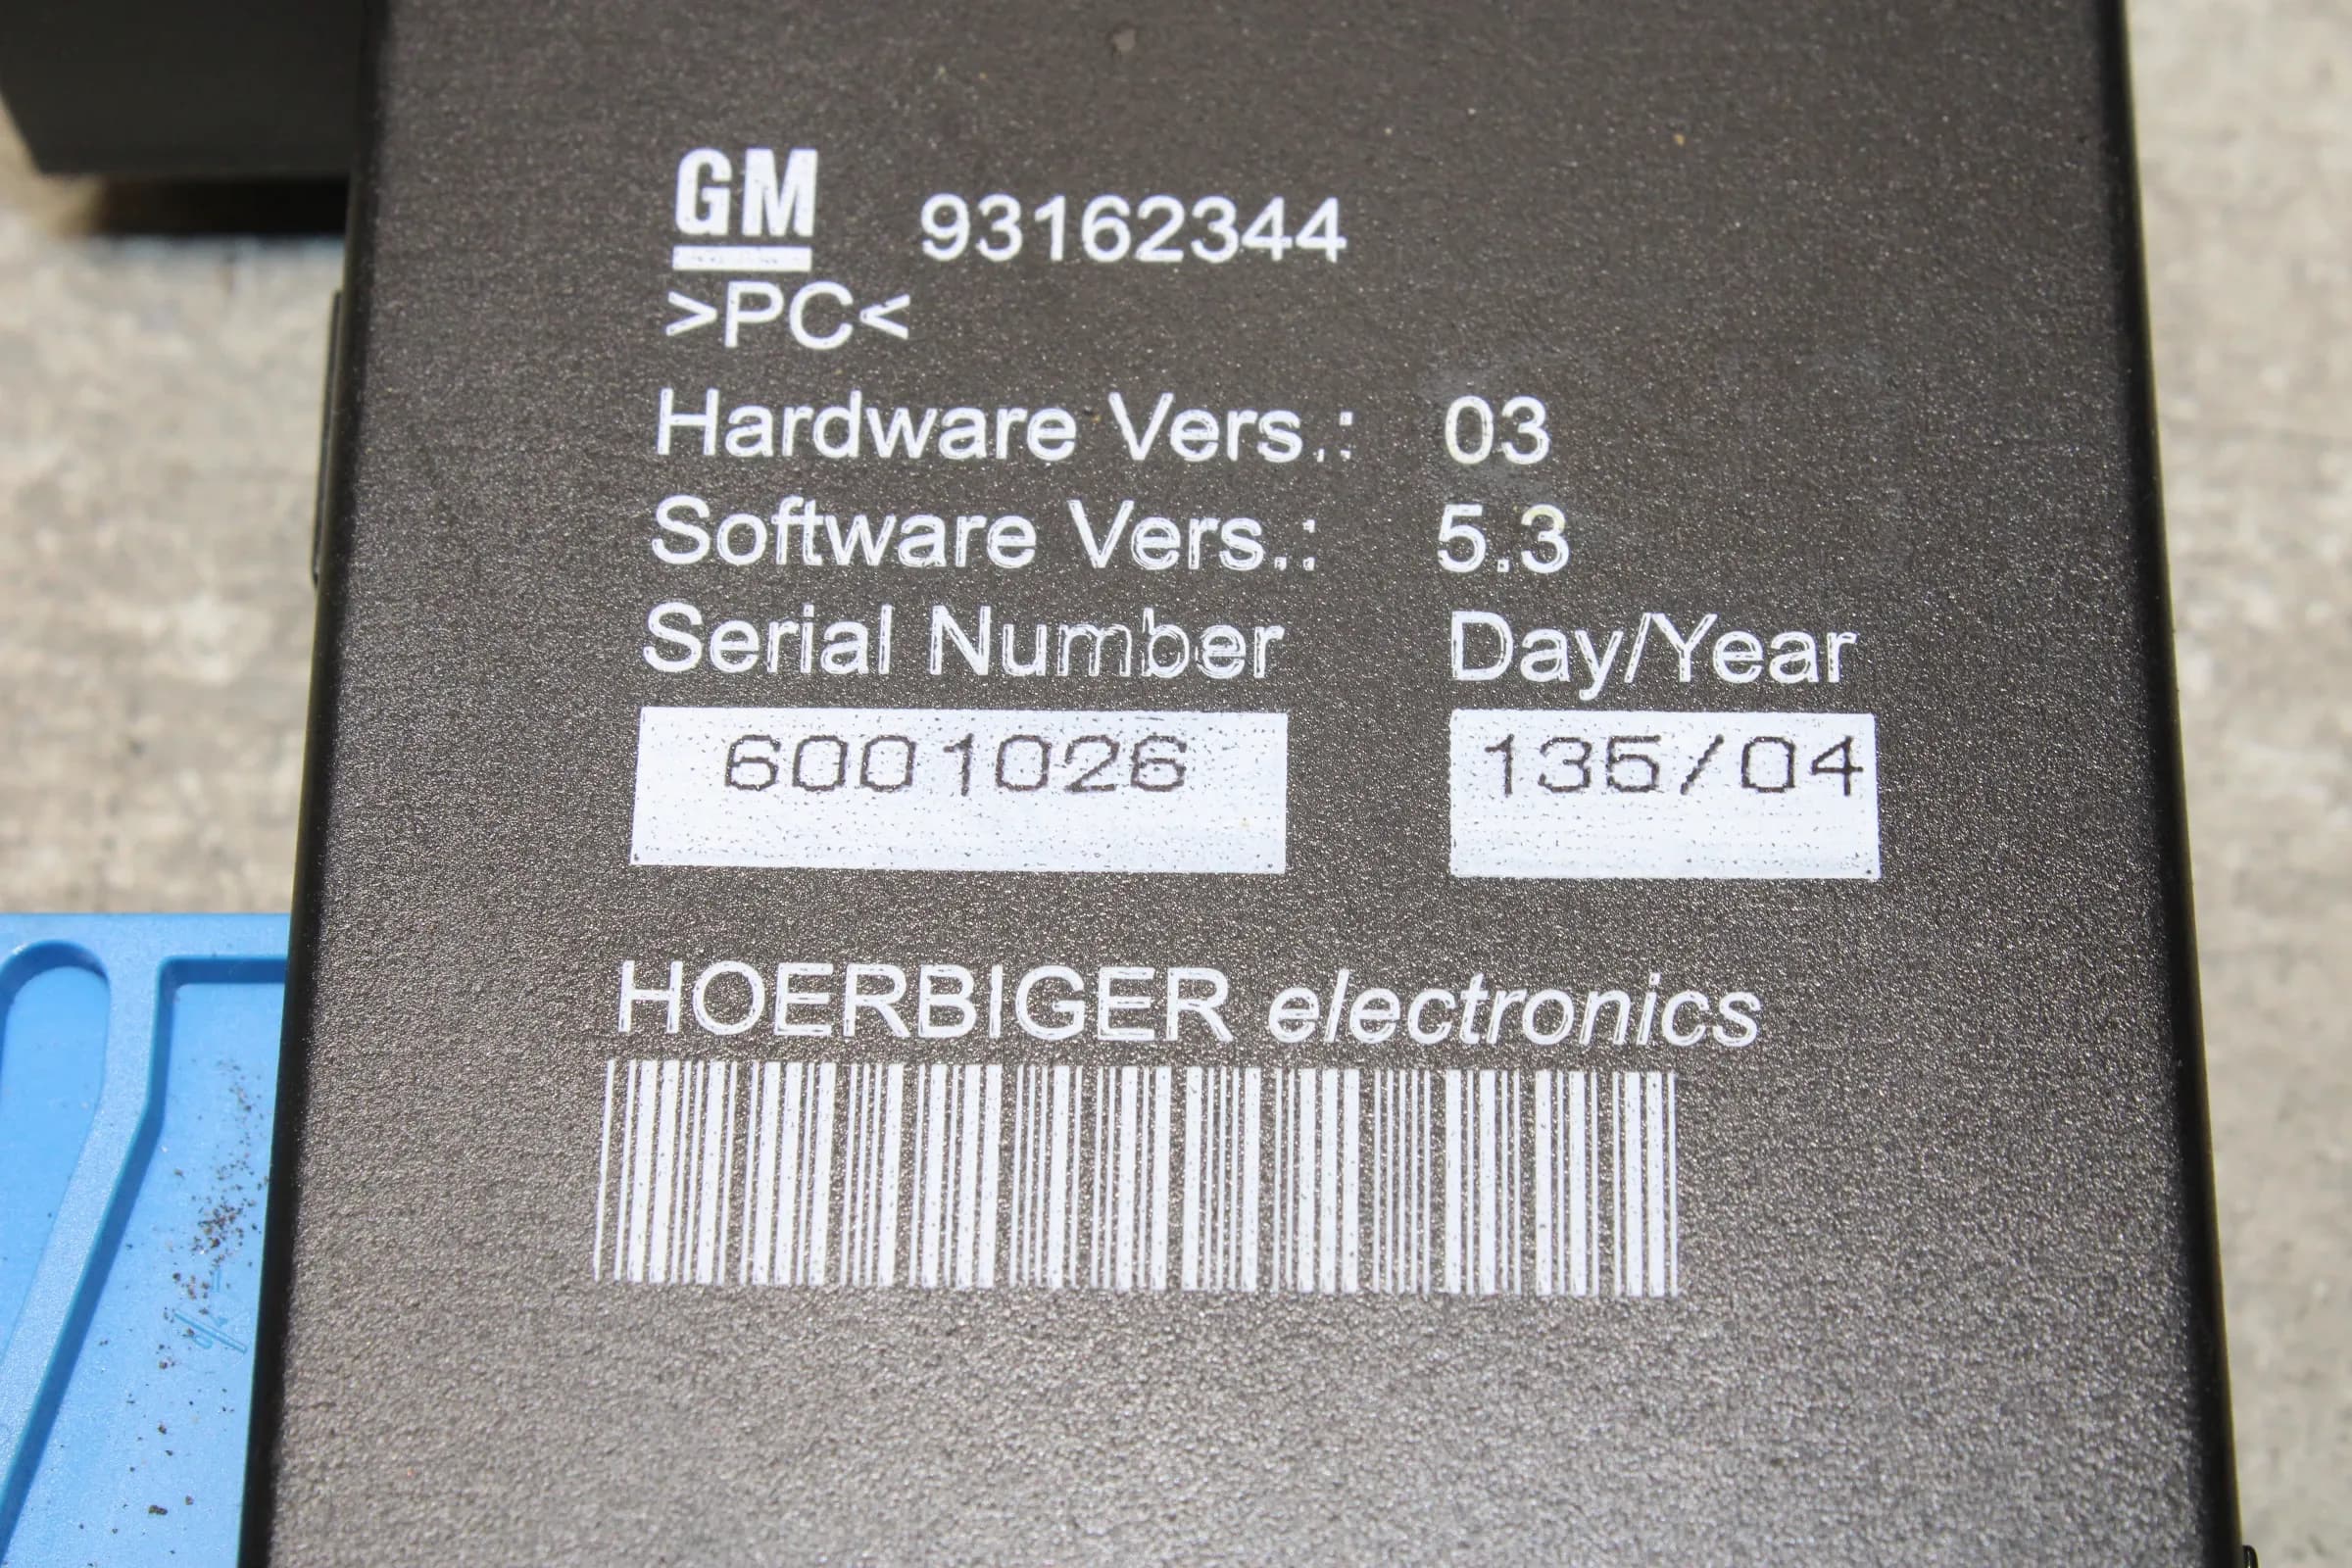 GM 93162344
>PC<
Hardware Vers.: 03
Software Vers.: 5.3
Serial Number Day/Year
6001026 135/04
HOERBIGER electronics